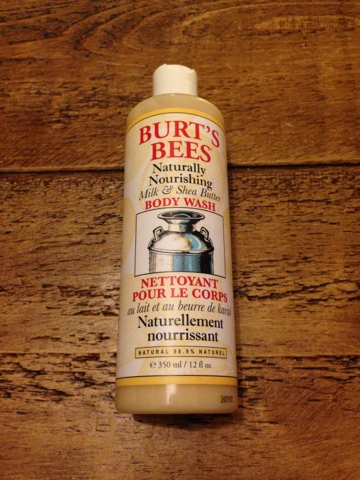 BURT'S
BEES
Naturally
Nourishing
Milk & Shea Butter
BODY WASH
NETTOYANT
POUR LE CORPS
au lait et au beurre de karité
Naturellement
nourrissant
NATURAL 98.9% NATUREL
℮ 350 ml / 12 fl oz